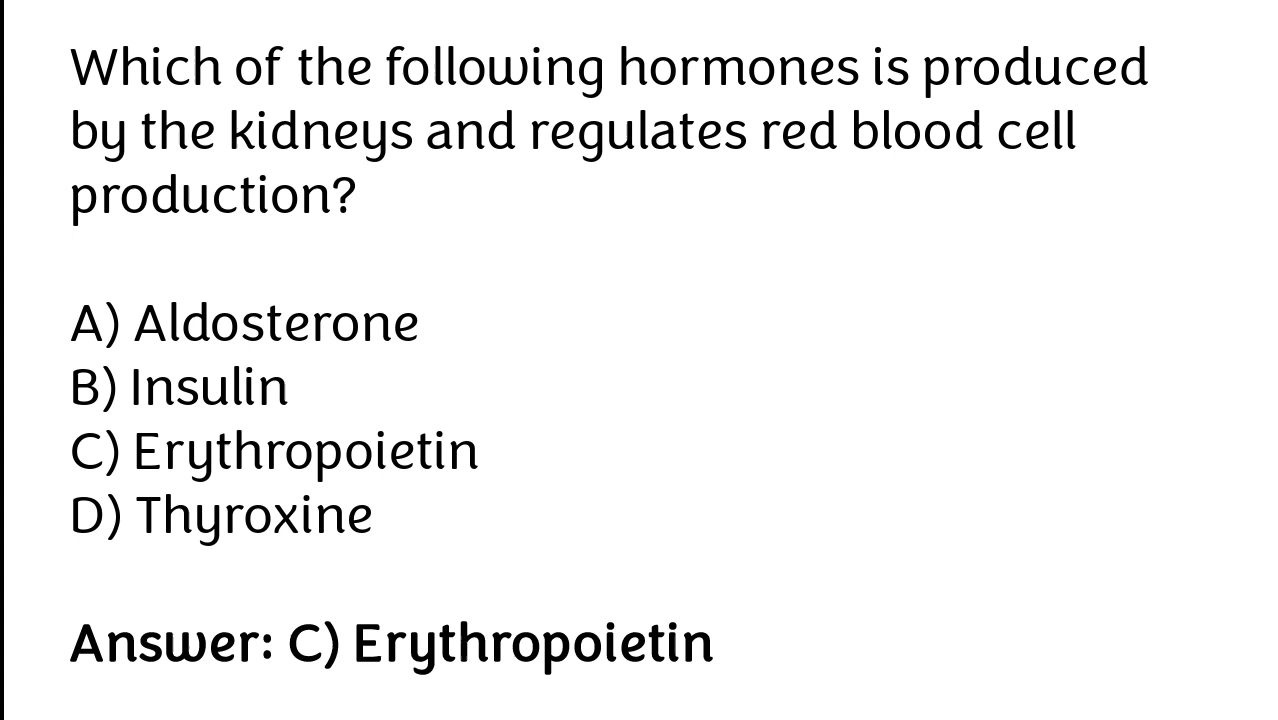 Which of the following hormones is produced
by the kidneys and regulates red blood cell
production?
A) Aldosterone
B) Insulin
C) Erythropoietin
D) Thyroxine
Answer: C) Erythropoietin